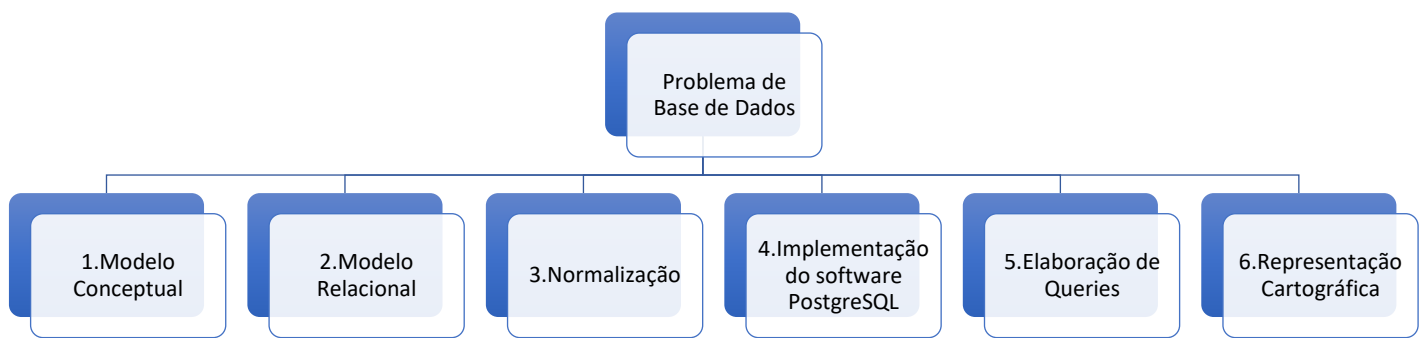 Problema de
Base de Dados
1.Modelo
Conceptual
2.Modelo
Relacional
3.Normalização
4.Implementação
do software
PostgreSQL
5.Elaboração de
Queries
6.Representação
Cartográfica